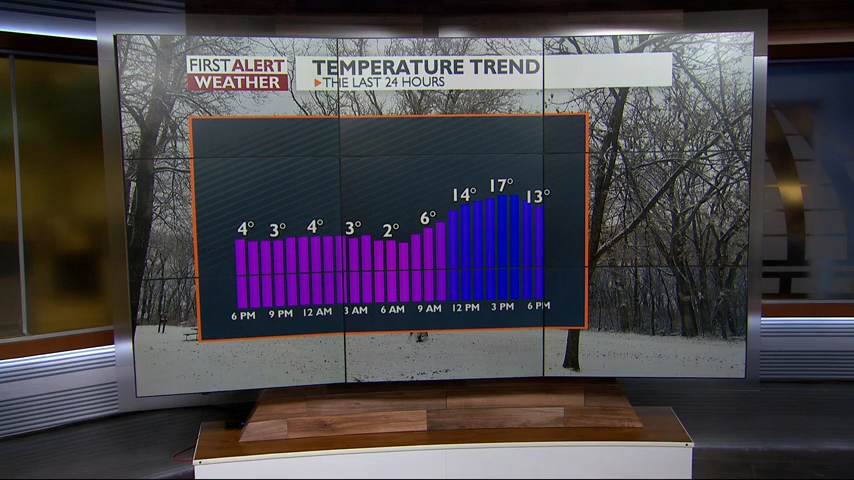 FIRST ALERT
WEATHER
TEMPERATURE TREND
THE LAST 24 HOURS
4° 3° 4° 3° 2° 6° 14° 17° 13°
6 PM 9 PM 12 AM 3 AM 6 AM 9 AM 12 PM 3 PM 6 PM